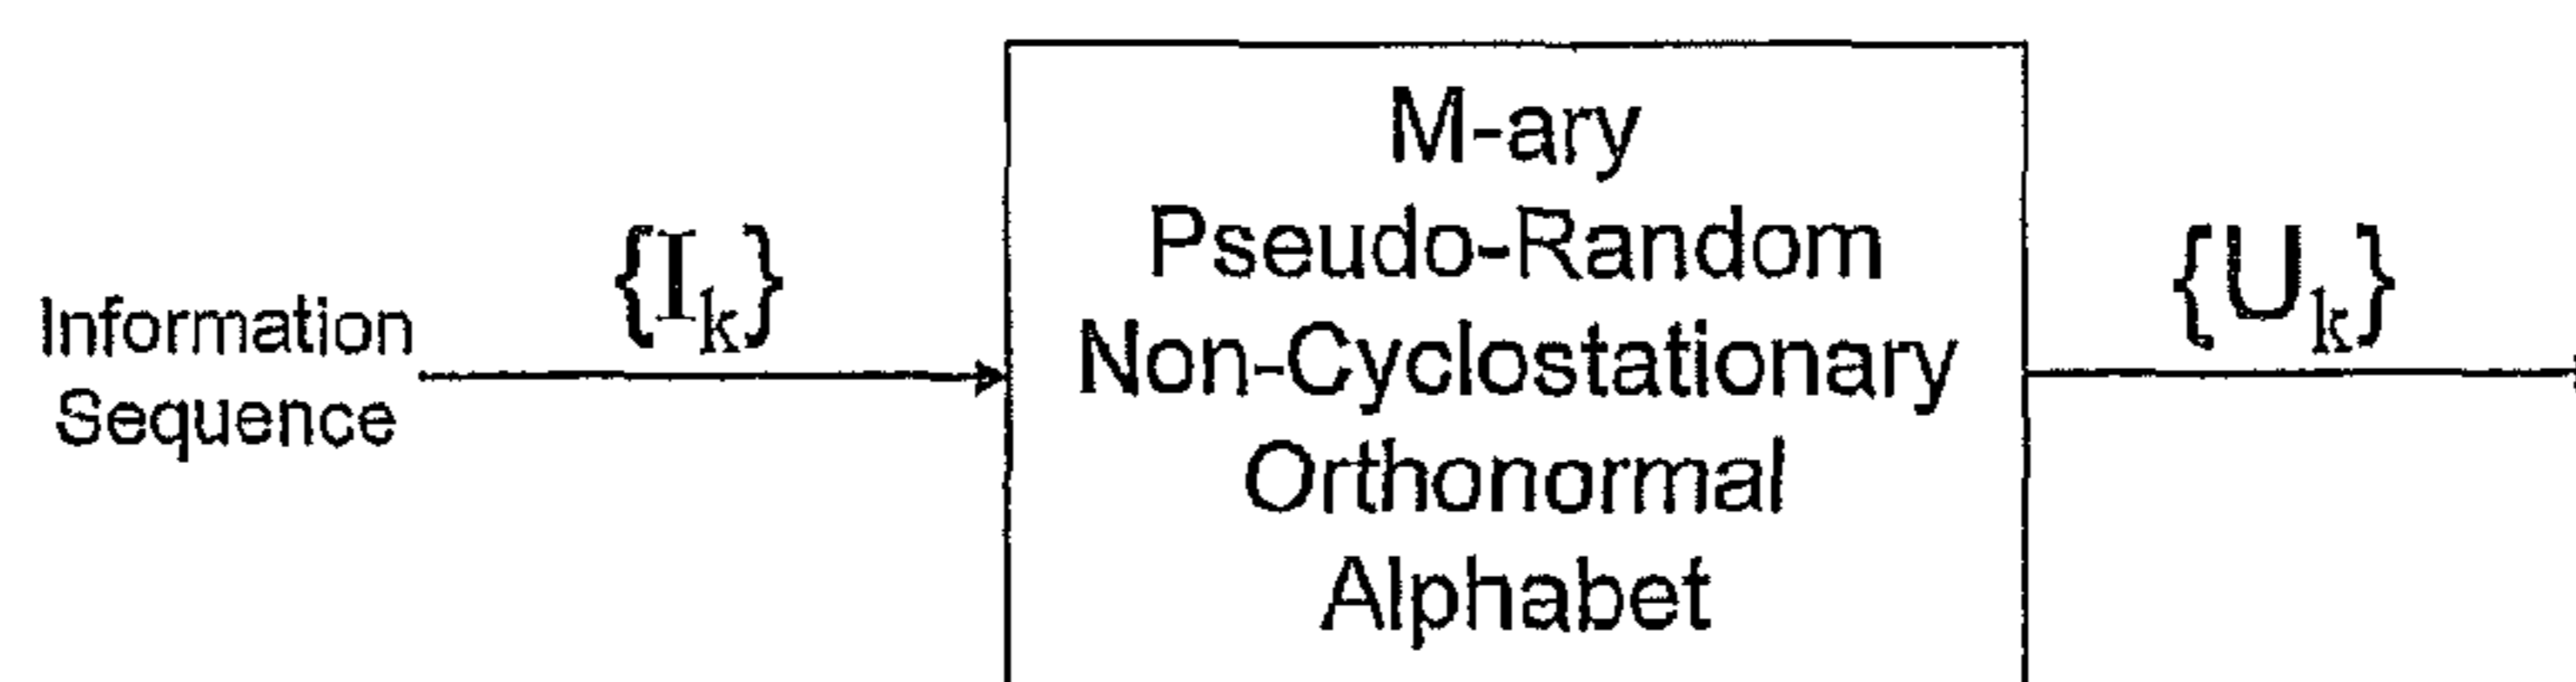 Information
Sequence
{I_k}
M-ary
Pseudo-Random
Non-Cyclostationary
Orthonormal
Alphabet
{U_k}